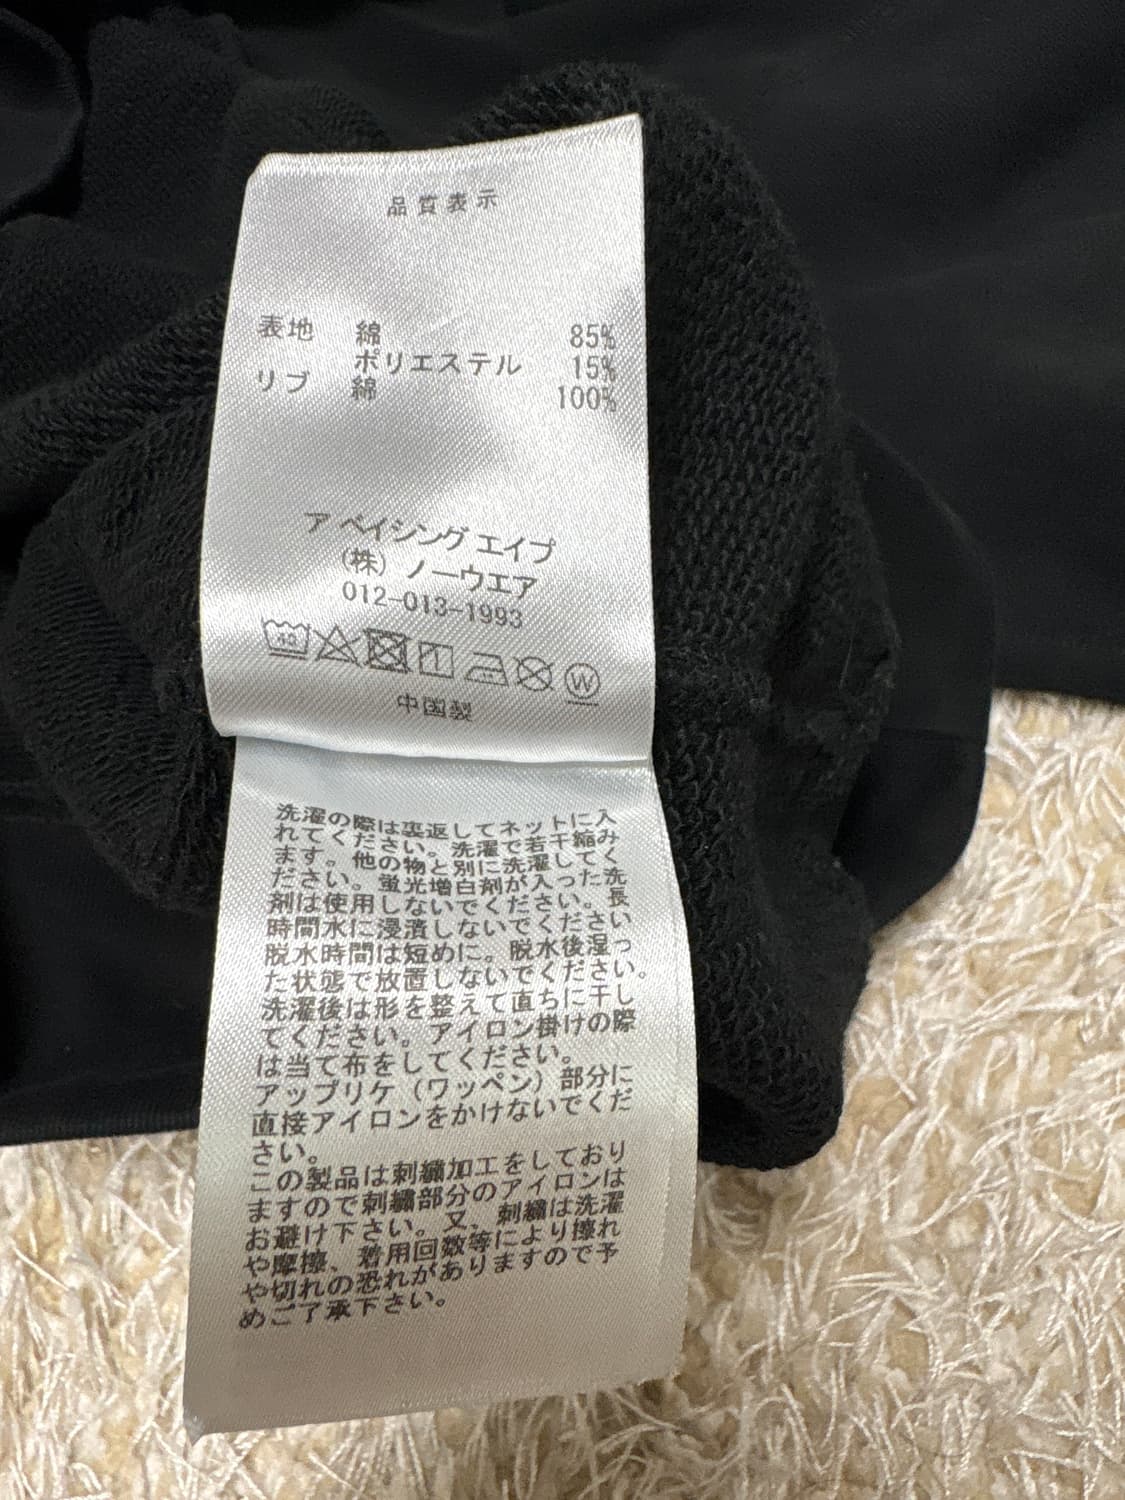 品質表示
表地 綿 85%
ポリエステル 15%
リブ 綿 100%
ア ベイシング エイプ
(株) ノーウエア
012-013-1993
40
W
中国製
洗濯の際は裏返してネットに入
れてください。洗濯で若干縮み
ます。他の物と別に洗濯してく
ださい。蛍光増白剤が入った洗
剤は使用しないでください。長
時間水に浸漬しないでください
脱水時間は短めに。脱水後湿っ
た状態で放置しないでください。
洗濯後は形を整えて直ちに干し
てください。アイロン掛けの際
は当て布をしてください。
アップリケ（ワッペン）部分に
直接アイロンをかけないでくだ
さい。
この製品は刺繍加工をしており
ますので刺繍部分のアイロンは
お避け下さい。又、刺繍は洗濯
や摩擦、着用回数等により擦れ
や切れの恐れがありますので予
めご了承下さい。